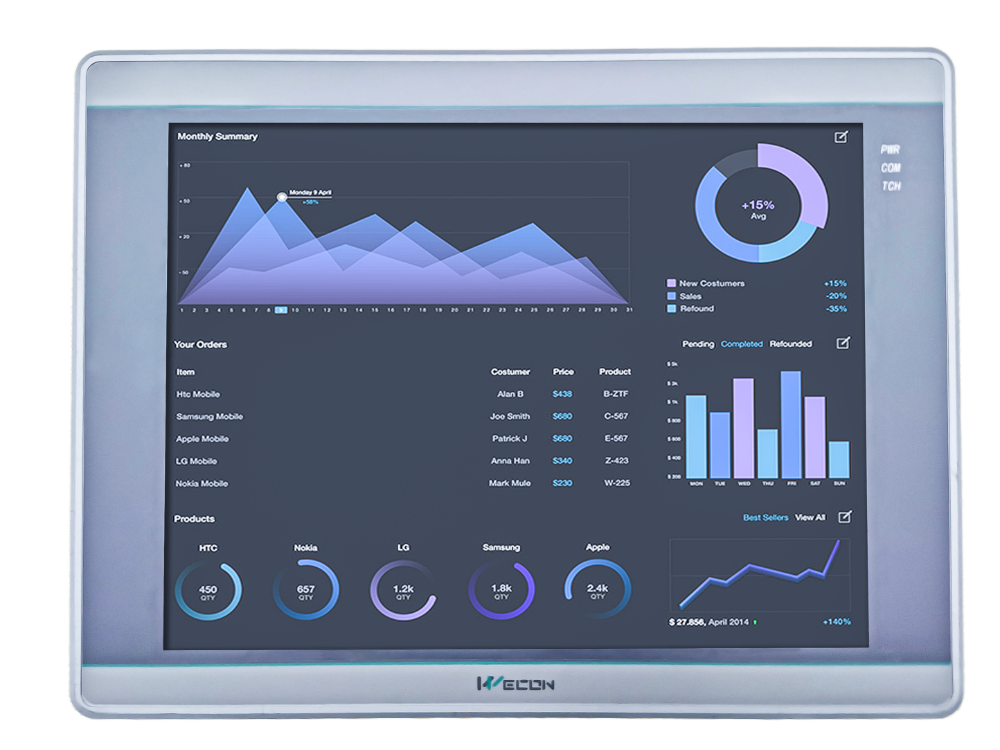 Monthly Summary
80
50
20
- 50
Monday 9 April
+58%
1 2 3 4 5 6 7 8 9 10 11 12 13 14 15 16 17 18 19 20 21 22 23 24 25 26 27 28 29 30 31
+15%
Avg
New Costumers +15%
Sales -20%
Refound -35%
PWR
COM
TCH
Your Orders
Item Costumer Price Product
Htc Mobile Alan B $438 B-ZTF
Samsung Mobile Joe Smith $680 C-567
Apple Mobile Patrick J $680 E-567
LG Mobile Anna Han $340 Z-423
Nokia Mobile Mark Mule $230 W-225
Pending Completed Refounded
$ 5k
$ 3k
$ 1k
$ 800
$ 600
$ 400
$ 200
MON TUE WED THU FRI SAT SUN
Products
HTC Nokia LG Samsung Apple
450 657 1.2k 1.8k 2.4k
QTY QTY QTY QTY QTY
Best Sellers View All
$ 27.856, April 2014 +140%
WECON